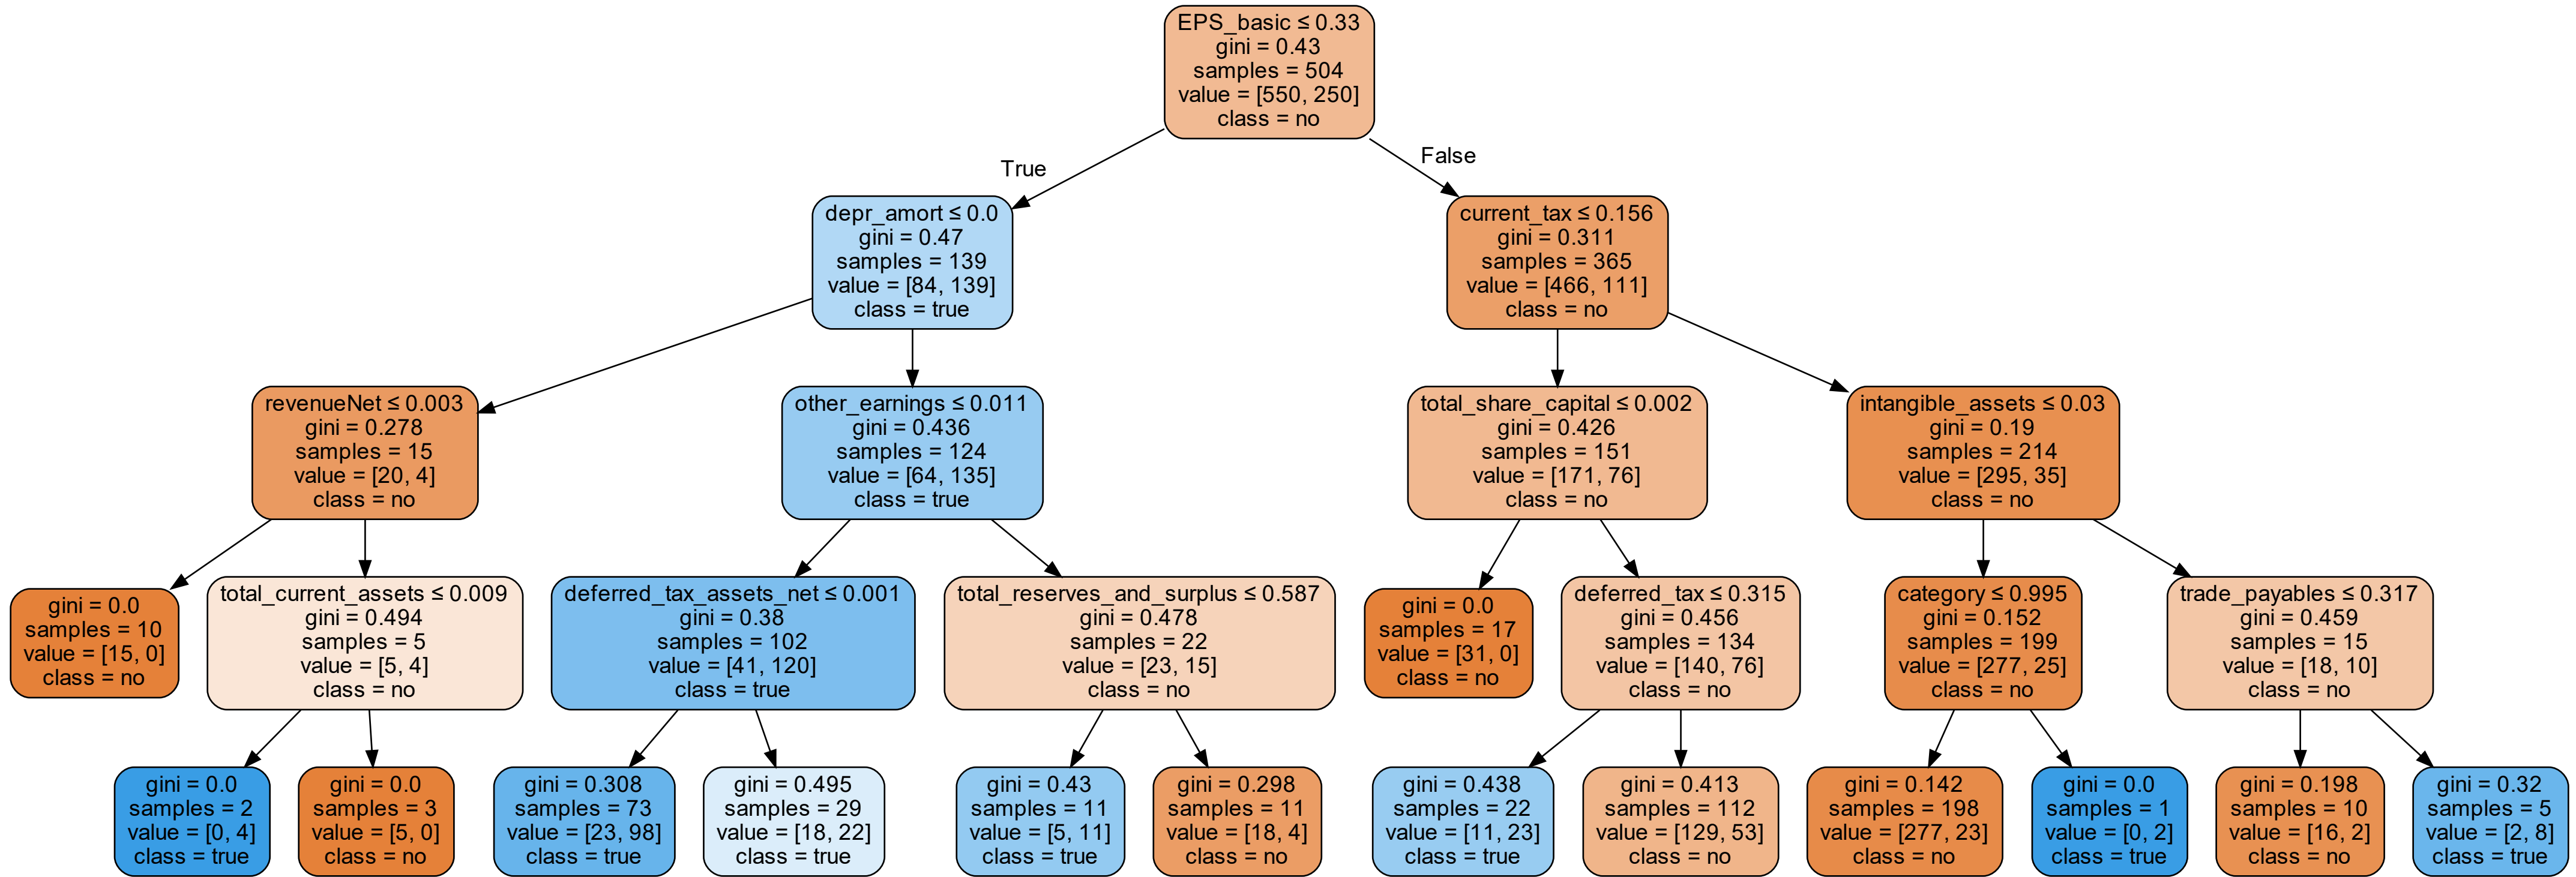 EPS_basic ≤ 0.33
gini = 0.43
samples = 504
value = [550, 250]
class = no
True
False
depr_amort ≤ 0.0
gini = 0.47
samples = 139
value = [84, 139]
class = true
current_tax ≤ 0.156
gini = 0.311
samples = 365
value = [466, 111]
class = no
revenueNet ≤ 0.003
gini = 0.278
samples = 15
value = [20, 4]
class = no
other_earnings ≤ 0.011
gini = 0.436
samples = 124
value = [64, 135]
class = true
total_share_capital ≤ 0.002
gini = 0.426
samples = 151
value = [171, 76]
class = no
intangible_assets ≤ 0.03
gini = 0.19
samples = 214
value = [295, 35]
class = no
gini = 0.0
samples = 10
value = [15, 0]
class = no
total_current_assets ≤ 0.009
gini = 0.494
samples = 5
value = [5, 4]
class = no
deferred_tax_assets_net ≤ 0.001
gini = 0.38
samples = 102
value = [41, 120]
class = true
total_reserves_and_surplus ≤ 0.587
gini = 0.478
samples = 22
value = [23, 15]
class = no
gini = 0.0
samples = 17
value = [31, 0]
class = no
deferred_tax ≤ 0.315
gini = 0.456
samples = 134
value = [140, 76]
class = no
category ≤ 0.995
gini = 0.152
samples = 199
value = [277, 25]
class = no
trade_payables ≤ 0.317
gini = 0.459
samples = 15
value = [18, 10]
class = no
gini = 0.0
samples = 2
value = [0, 4]
class = true
gini = 0.0
samples = 3
value = [5, 0]
class = no
gini = 0.308
samples = 73
value = [23, 98]
class = true
gini = 0.495
samples = 29
value = [18, 22]
class = true
gini = 0.43
samples = 11
value = [5, 11]
class = true
gini = 0.298
samples = 11
value = [18, 4]
class = no
gini = 0.438
samples = 22
value = [11, 23]
class = true
gini = 0.413
samples = 112
value = [129, 53]
class = no
gini = 0.142
samples = 198
value = [277, 23]
class = no
gini = 0.0
samples = 1
value = [0, 2]
class = true
gini = 0.198
samples = 10
value = [16, 2]
class = no
gini = 0.32
samples = 5
value = [2, 8]
class = true